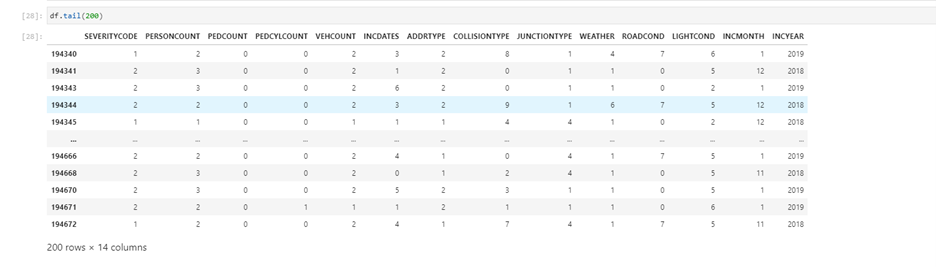 [28]: df.tail(200)
[28]: SEVERITYCODE PERSONCOUNT PEDCOUNT PEDCYLCOUNT VEHCOUNT INCDATES ADDRTYPE COLLISIONTYPE JUNCTIONTYPE WEATHER ROADCOND LIGHTCOND INCMONTH INCYEAR
194340 1 2 0 0 2 3 2 8 1 4 7 6 1 2019
194341 2 3 0 0 2 1 2 0 1 1 0 5 12 2018
194343 2 3 0 0 2 6 2 0 1 1 0 2 1 2019
194344 2 2 0 0 2 3 2 9 1 6 7 5 12 2018
194345 1 1 0 0 1 1 1 4 4 1 0 2 12 2018
... ... ... ... ... ... ... ... ... ... ... ... ... ... ...
194666 2 2 0 0 2 4 1 0 4 1 7 5 1 2019
194668 2 3 0 0 2 0 1 2 4 1 0 5 11 2018
194670 2 3 0 0 2 5 2 3 1 1 0 5 1 2019
194671 2 2 0 1 1 1 2 1 1 1 0 6 1 2019
194672 1 2 0 0 2 4 1 7 4 1 7 5 11 2018
200 rows × 14 columns